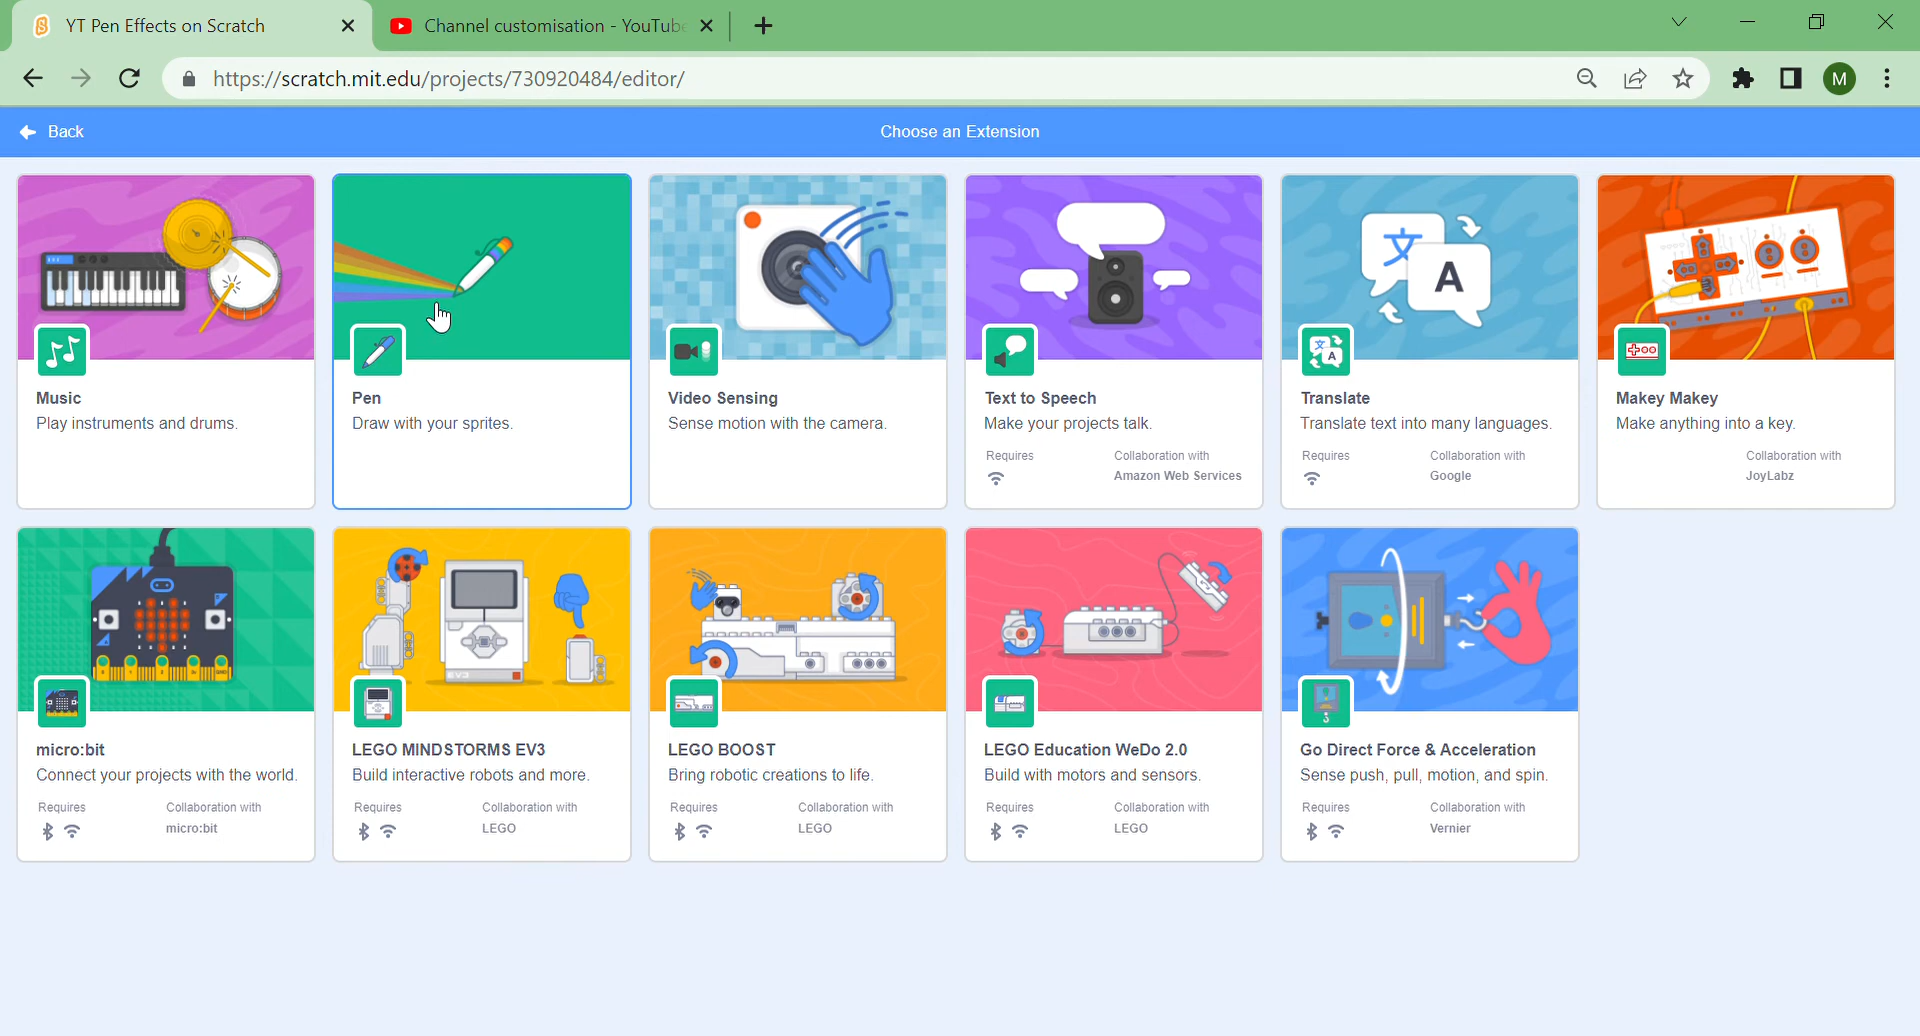 YT Pen Effects on Scratch
Channel customisation - YouTube
https://scratch.mit.edu/projects/730920484/editor/
M
Back
Choose an Extension
Music
Play instruments and drums.
Pen
Draw with your sprites.
Video Sensing
Sense motion with the camera.
文
A
Text to Speech
Make your projects talk.
Requires
Collaboration with
Amazon Web Services
Translate
Translate text into many languages.
Requires
Collaboration with
Google
Makey Makey
Make anything into a key.
Collaboration with
JoyLabz
EV3
micro:bit
Connect your projects with the world.
Requires
Collaboration with
micro:bit
LEGO MINDSTORMS EV3
Build interactive robots and more.
Requires
Collaboration with
LEGO
LEGO BOOST
Bring robotic creations to life.
Requires
Collaboration with
LEGO
LEGO Education WeDo 2.0
Build with motors and sensors.
Requires
Collaboration with
LEGO
Go Direct Force & Acceleration
Sense push, pull, motion, and spin.
Requires
Collaboration with
Vernier